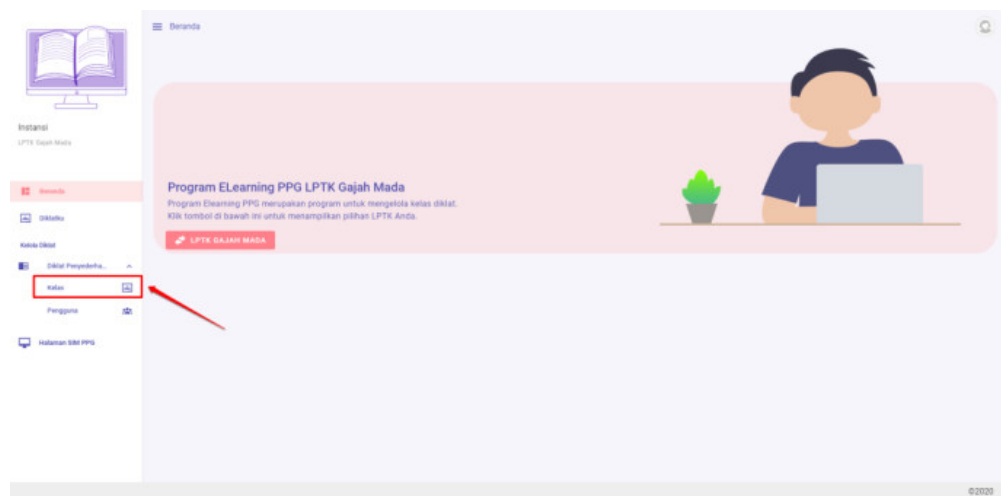 Beranda
Instansi
LPTK Gajah Mada
Beranda
Diklatku
Kelola Diklat
Diklat Penyederha...
Kelas
Pengguna
Halaman SIM PPG
Program ELearning PPG LPTK Gajah Mada
Program Elearning PPG merupakan program untuk mengelola kelas diklat.
Klik tombol di bawah ini untuk menampilkan pilihan LPTK Anda.
LPTK GAJAH MADA
©2020